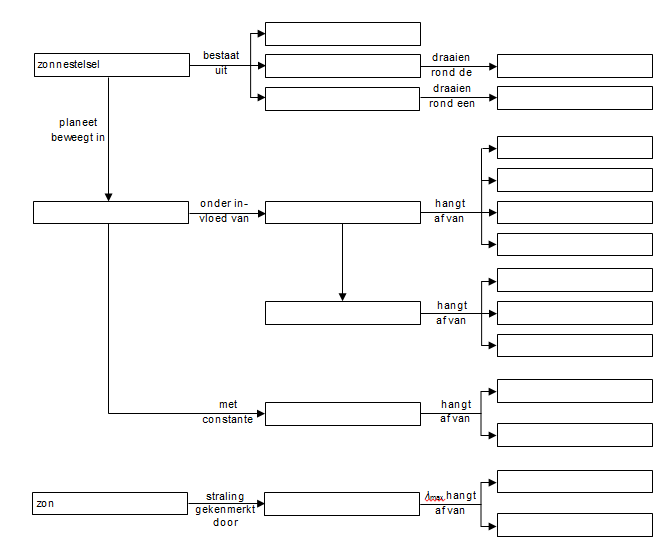 zonnestelsel
bestaat
uit
draaien
rond de
draaien
rond een
planeet
beweegt in
onder in-
vloed van
hangt
af van
hangt
af van
met
constante
hangt
af van
zon
straling
gekenmerkt
door
hangt
af van